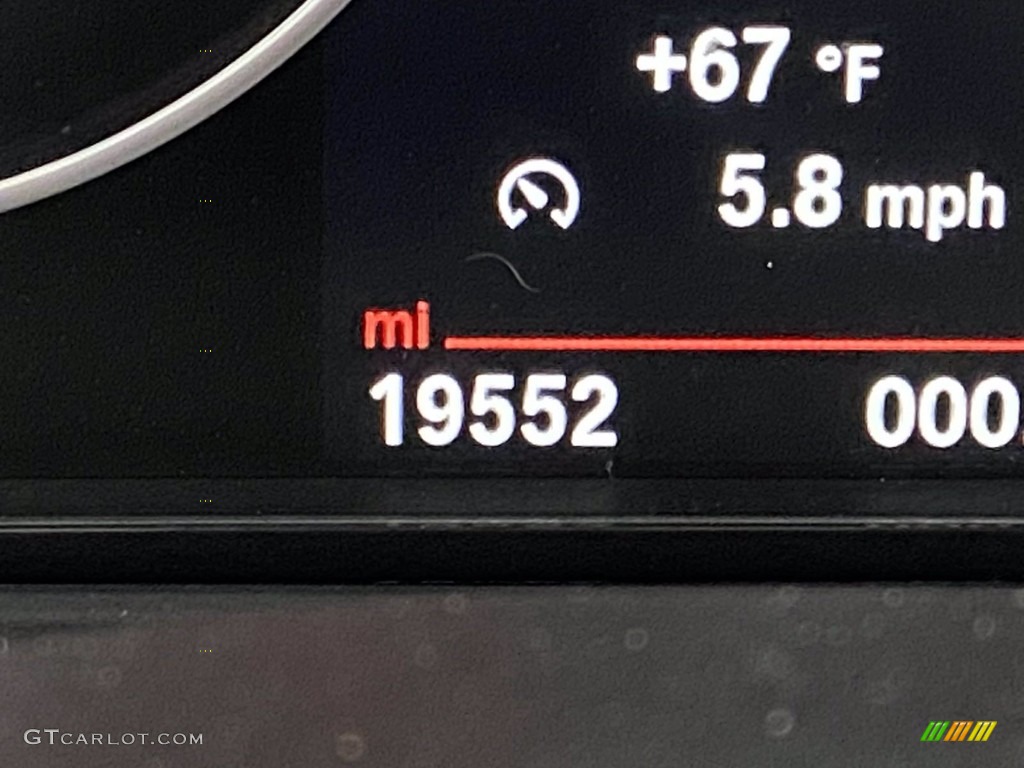 +67 °F
5.8 mph
mi
19552 000
GTCARLOT.COM